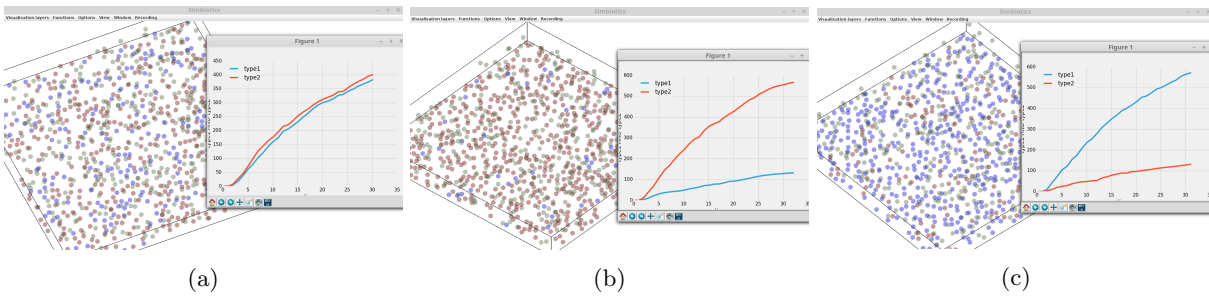 Simbiotics
Visualisation layers Functions Options View Window Recording
Figure 1
450
400
350
300
250
200
150
100
50
0
type1
type2
0 5 10 15 20 25 30 35
(a)
Simbiotics
Visualisation layers Functions Options View Window Recording
Figure 1
600
500
400
300
200
100
0
type1
type2
0 5 10 15 20 25 30 35
(b)
Simbiotics
Visualisation layers Functions Options View Window Recording
Figure 1
600
500
400
300
200
100
0
type1
type2
0 5 10 15 20 25 30 35
(c)